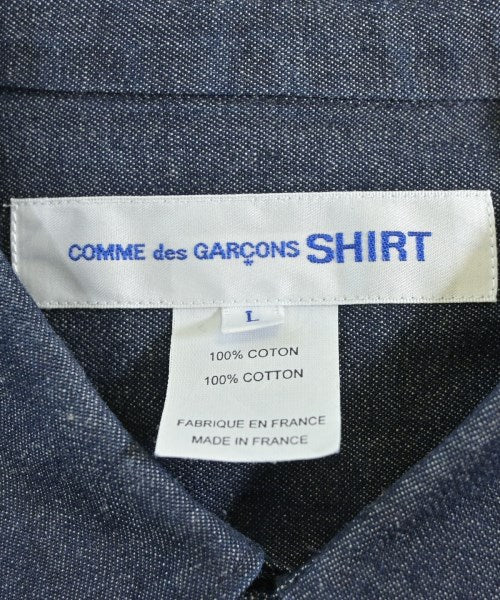 COMME des GARÇONS SHIRT
L
100% COTON
100% COTTON
FABRIQUE EN FRANCE
MADE IN FRANCE